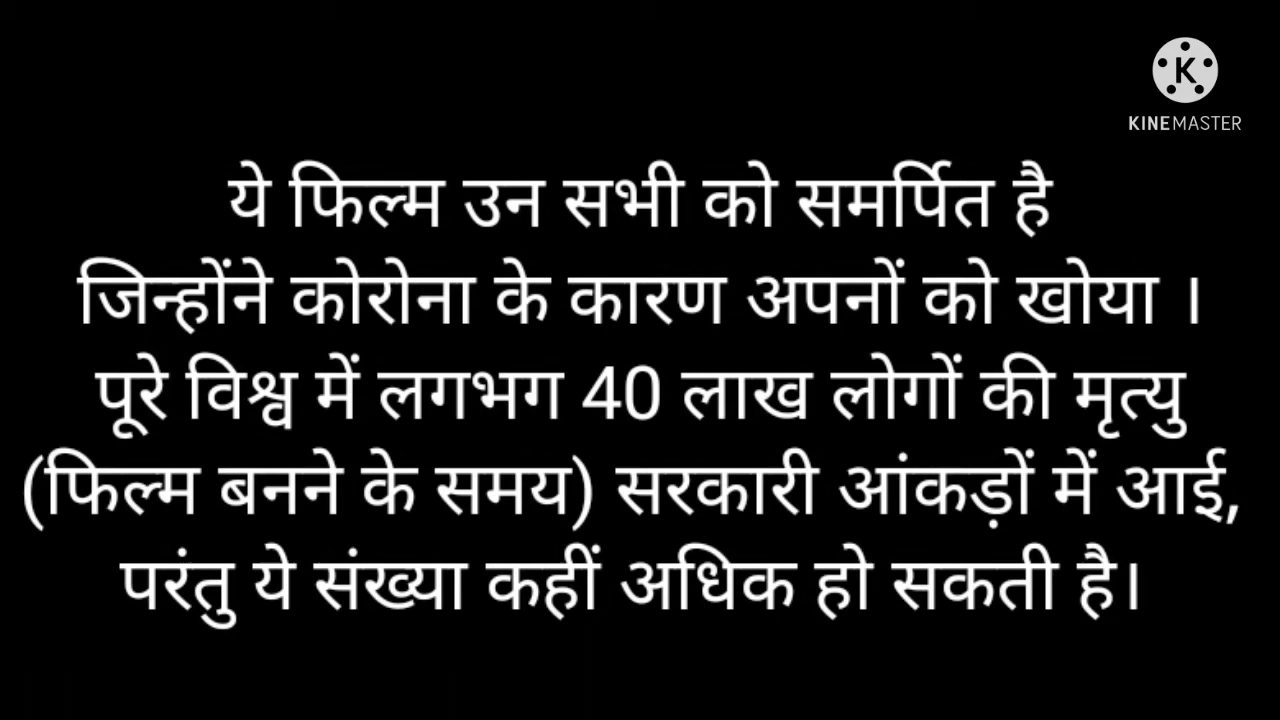 K
KINEMASTER
ये फिल्म उन सभी को समर्पित है
जिन्होंने कोरोना के कारण अपनों को खोया ।
पूरे विश्व में लगभग 40 लाख लोगों की मृत्यु
(फिल्म बनने के समय) सरकारी आंकड़ों में आई,
परंतु ये संख्या कहीं अधिक हो सकती है।